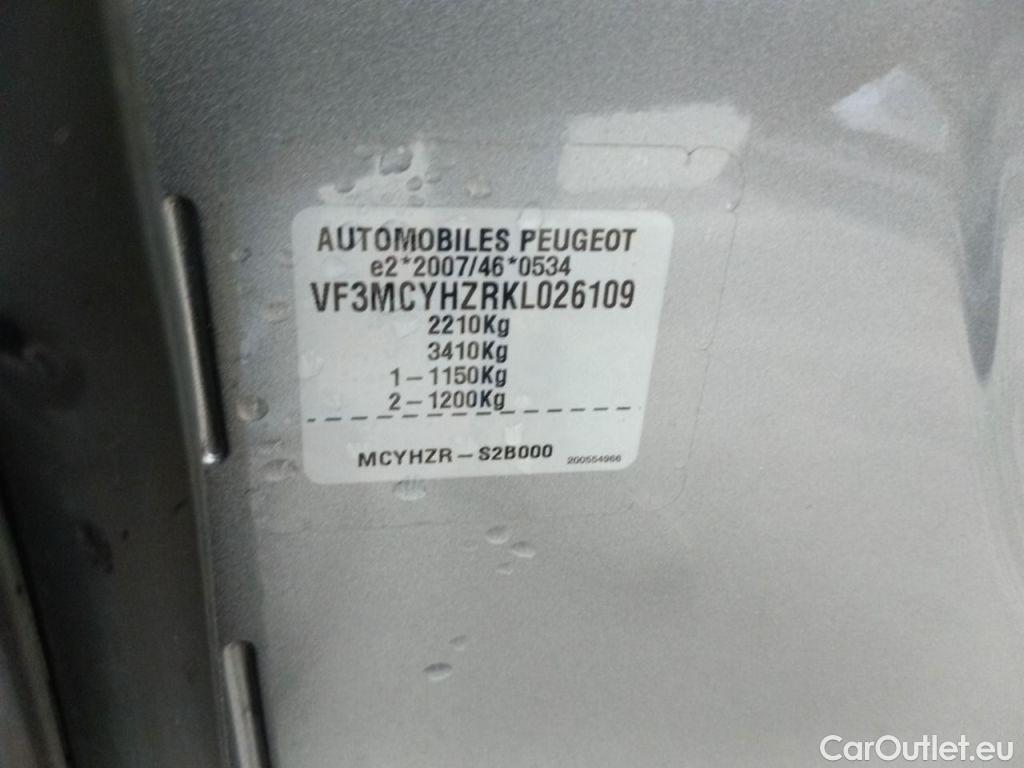 AUTOMOBILES PEUGEOT
e2*2007/46*0534
VF3MCYHZRKL026109
2210Kg
3410Kg
1-1150Kg
2-1200Kg
MCYHZR-S2B000 200554966
CarOutlet.eu